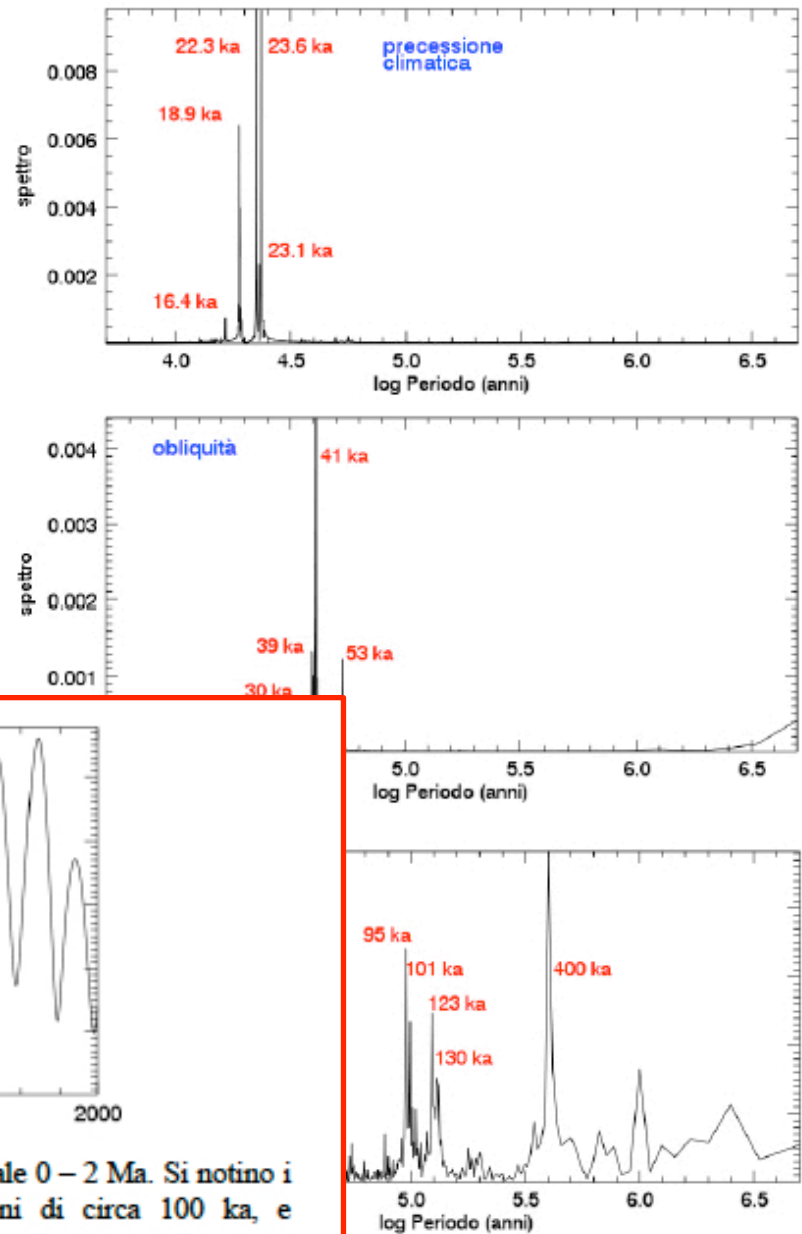 22.3 ka 23.6 ka precessione
climatica
0.008
18.9 ka
0.006
spettro
0.004
23.1 ka
0.002
16.4 ka
4.0 4.5 5.0 5.5 6.0 6.5
log Periodo (anni)
obliquità
0.004
41 ka
0.003
spettro
0.002
39 ka 53 ka
0.001
30 ka
5.0 5.5 6.0 6.5
log Periodo (anni)
95 ka
101 ka 400 ka
123 ka
130 ka
2000
ale 0 – 2 Ma. Si notino i
ni di circa 100 ka, e
5.0 5.5 6.0 6.5
log Periodo (anni)